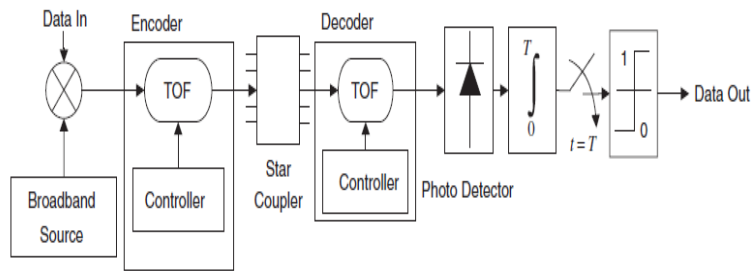 Data In
Encoder
Decoder
TOF
TOF
T
∫
0
t = T
1
0
Data Out
Broadband
Source
Controller
Star
Coupler
Controller
Photo Detector